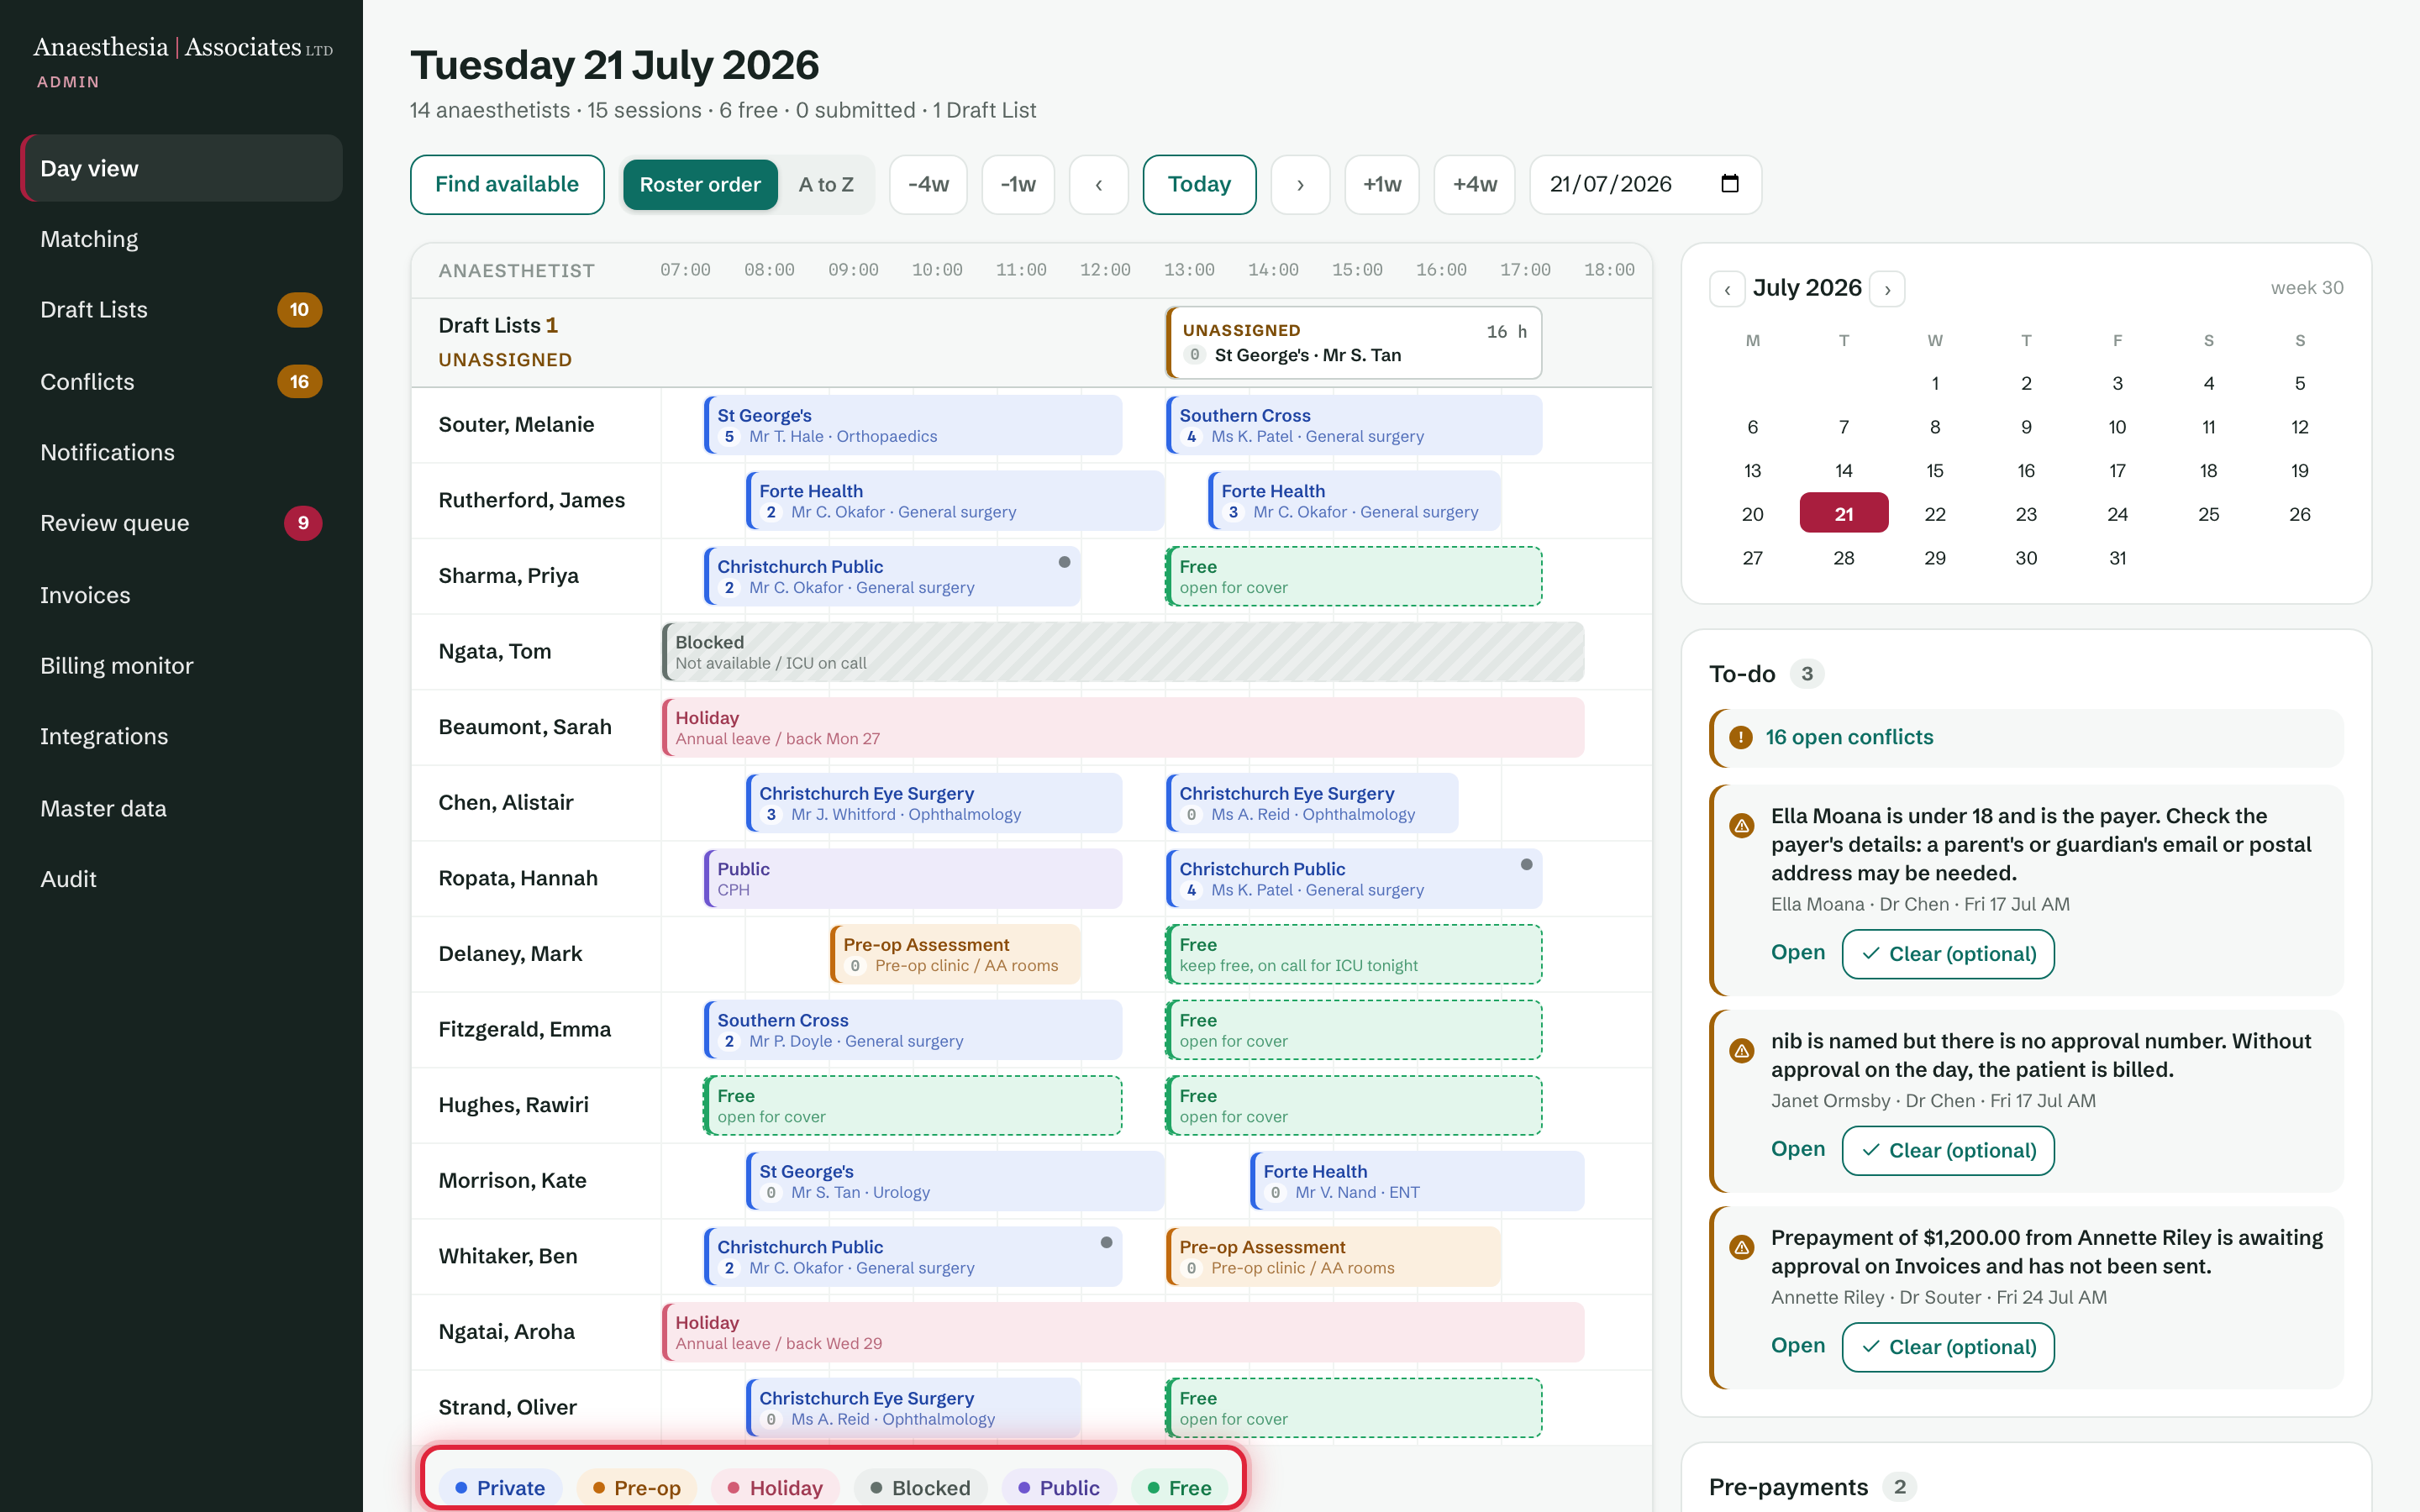 Anaesthesia | Associates LTD
ADMIN
Day view
Matching
Draft Lists 10
Conflicts 16
Notifications
Review queue 9
Invoices
Billing monitor
Integrations
Master data
Audit
Tuesday 21 July 2026
14 anaesthetists · 15 sessions · 6 free · 0 submitted · 1 Draft List
Find available Roster order A to Z -4w -1w ‹ Today › +1w +4w 21/07/2026
ANAESTHETIST 07:00 08:00 09:00 10:00 11:00 12:00 13:00 14:00 15:00 16:00 17:00 18:00
Draft Lists 1
UNASSIGNED
UNASSIGNED 16 h
0 St George's · Mr S. Tan
Souter, Melanie
St George's
5 Mr T. Hale · Orthopaedics
Southern Cross
4 Ms K. Patel · General surgery
Rutherford, James
Forte Health
2 Mr C. Okafor · General surgery
Forte Health
3 Mr C. Okafor · General surgery
Sharma, Priya
Christchurch Public
2 Mr C. Okafor · General surgery
Free
open for cover
Ngata, Tom
Blocked
Not available / ICU on call
Beaumont, Sarah
Holiday
Annual leave / back Mon 27
Chen, Alistair
Christchurch Eye Surgery
3 Mr J. Whitford · Ophthalmology
Christchurch Eye Surgery
0 Ms A. Reid · Ophthalmology
Ropata, Hannah
Public
CPH
Christchurch Public
4 Ms K. Patel · General surgery
Delaney, Mark
Pre-op Assessment
0 Pre-op clinic / AA rooms
Free
keep free, on call for ICU tonight
Fitzgerald, Emma
Southern Cross
2 Mr P. Doyle · General surgery
Free
open for cover
Hughes, Rawiri
Free
open for cover
Free
open for cover
Morrison, Kate
St George's
0 Mr S. Tan · Urology
Forte Health
0 Mr V. Nand · ENT
Whitaker, Ben
Christchurch Public
2 Mr C. Okafor · General surgery
Pre-op Assessment
0 Pre-op clinic / AA rooms
Ngatai, Aroha
Holiday
Annual leave / back Wed 29
Strand, Oliver
Christchurch Eye Surgery
0 Ms A. Reid · Ophthalmology
Free
open for cover
Private Pre-op Holiday Blocked Public Free
‹ July 2026 › week 30
M T W T F S S
1 2 3 4 5
6 7 8 9 10 11 12
13 14 15 16 17 18 19
20 21 22 23 24 25 26
27 28 29 30 31
To-do 3
16 open conflicts
Ella Moana is under 18 and is the payer. Check the
payer's details: a parent's or guardian's email or postal
address may be needed.
Ella Moana · Dr Chen · Fri 17 Jul AM
Open Clear (optional)
nib is named but there is no approval number. Without
approval on the day, the patient is billed.
Janet Ormsby · Dr Chen · Fri 17 Jul AM
Open Clear (optional)
Prepayment of $1,200.00 from Annette Riley is awaiting
approval on Invoices and has not been sent.
Annette Riley · Dr Souter · Fri 24 Jul AM
Open Clear (optional)
Pre-payments 2